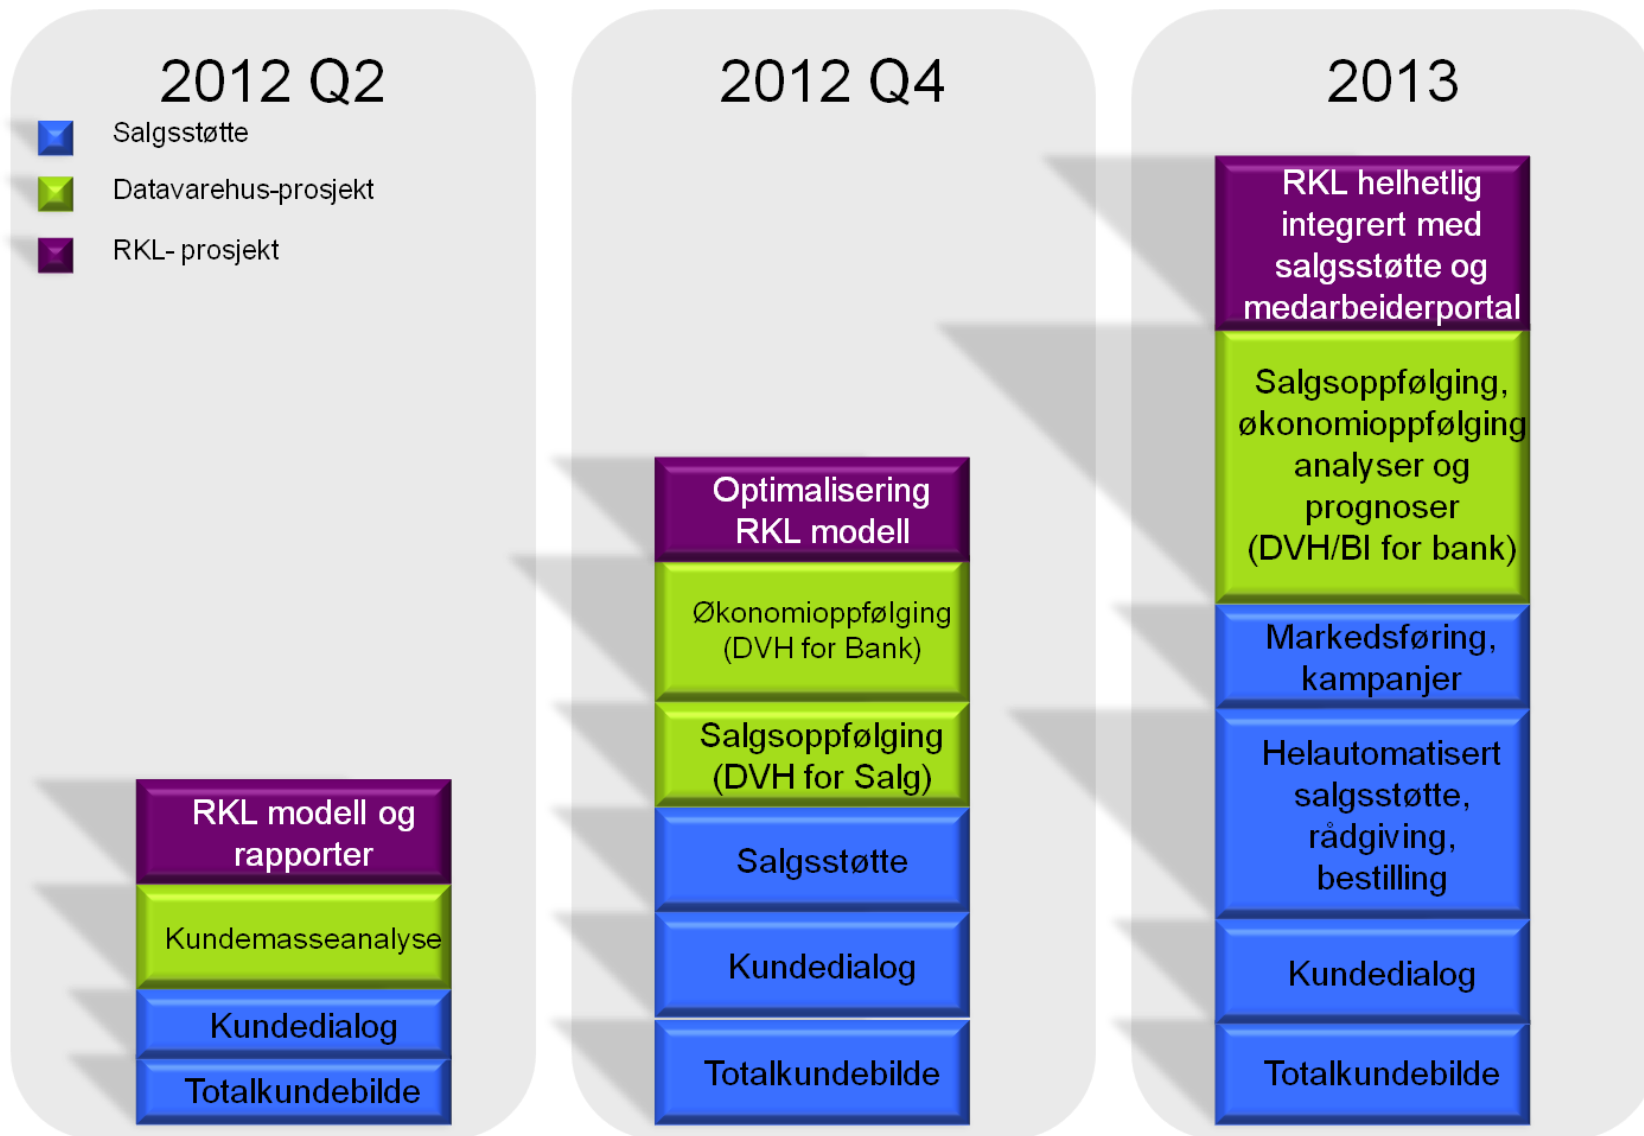 2012 Q2
Salgsstøtte
Datavarehus-prosjekt
RKL- prosjekt
RKL modell og
rapporter
Kundemasseanalyse
Kundedialog
Totalkundebilde
2012 Q4
Optimalisering
RKL modell
Økonomioppfølging
(DVH for Bank)
Salgsoppfølging
(DVH for Salg)
Salgsstøtte
Kundedialog
Totalkundebilde
2013
RKL helhetlig
integrert med
salgsstøtte og
medarbeiderportal
Salgsoppfølging,
økonomioppfølging
analyser og
prognoser
(DVH/BI for bank)
Markedsføring,
kampanjer
Helautomatisert
salgsstøtte,
rådgiving,
bestilling
Kundedialog
Totalkundebilde